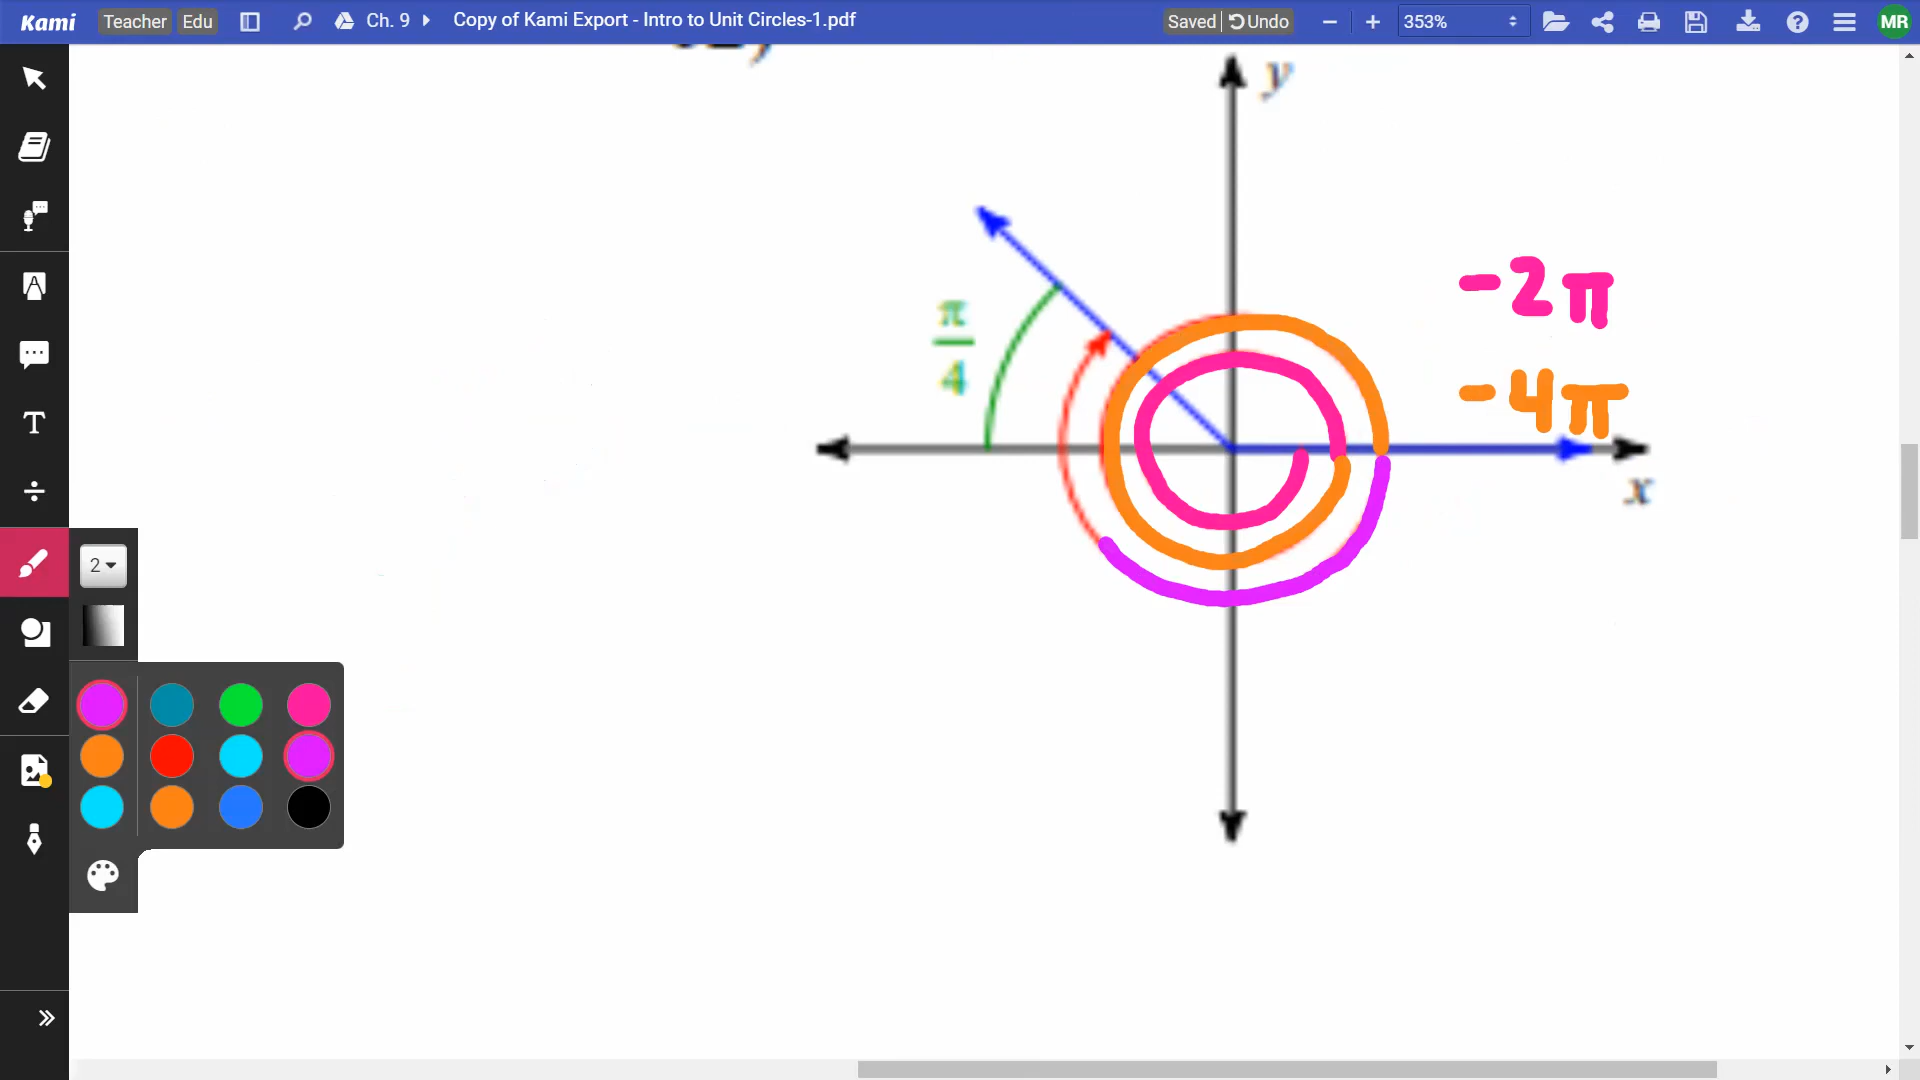 Kami Teacher Edu Ch. 9 Copy of Kami Export - Intro to Unit Circles-1.pdf Saved Undo 353% MR
y
-2π
π
4
-4π
x
T
2